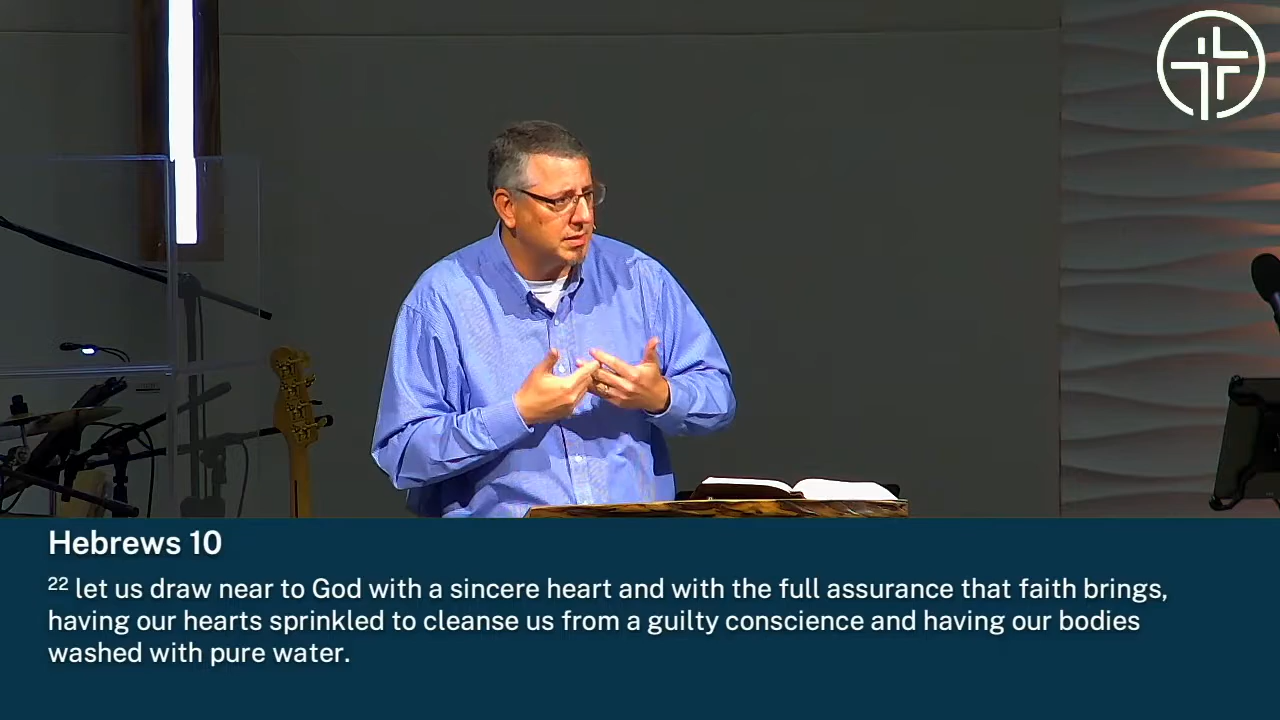 Hebrews 10
22 let us draw near to God with a sincere heart and with the full assurance that faith brings,
having our hearts sprinkled to cleanse us from a guilty conscience and having our bodies
washed with pure water.